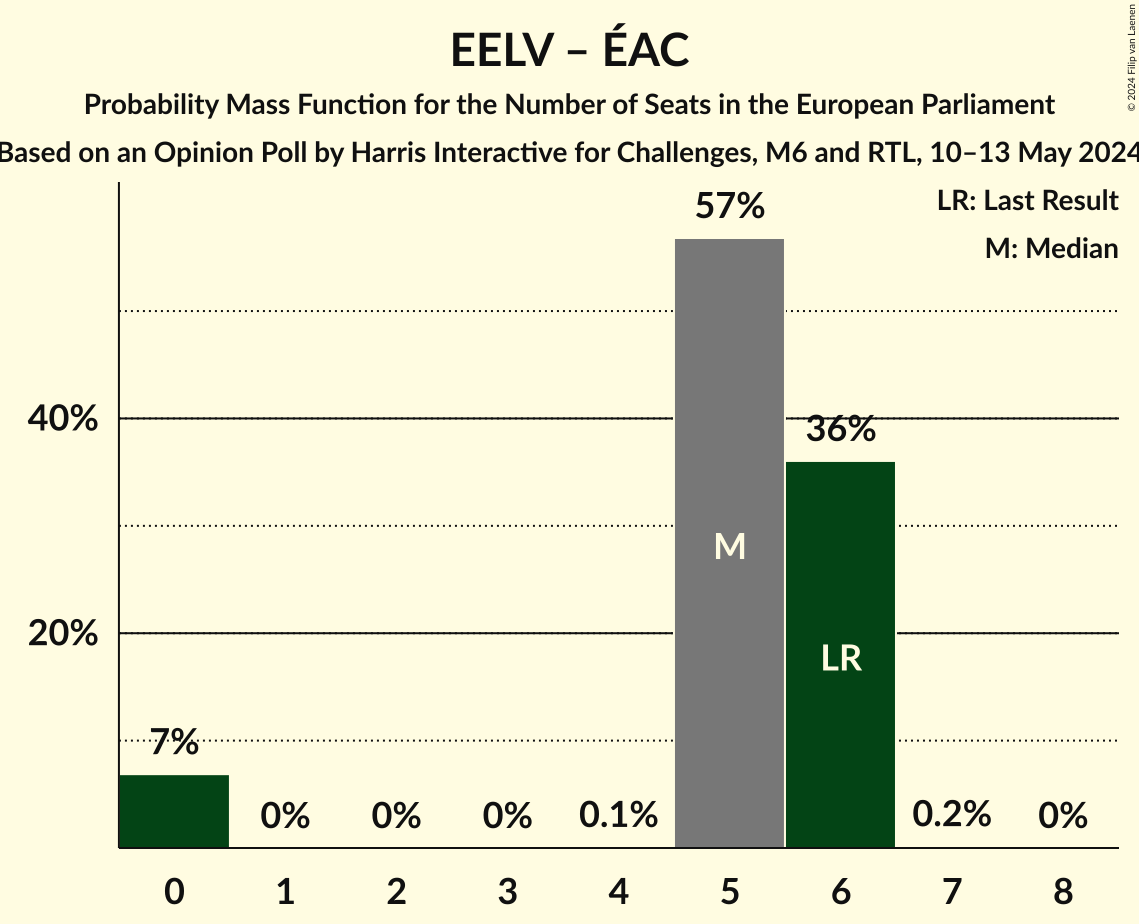 EELV – ÉAC
Probability Mass Function for the Number of Seats in the European Parliament
Based on an Opinion Poll by Harris Interactive for Challenges, M6 and RTL, 10–13 May 2024
© 2024 Filip van Laenen
LR: Last Result
M: Median
57%
40%
36%
M
20%
LR
7%
0%
0%
0%
0.1%
0.2%
0%
0 1 2 3 4 5 6 7 8